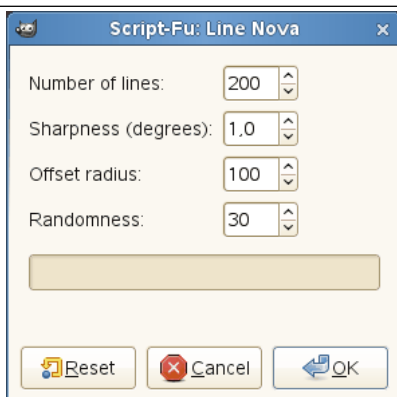 Script-Fu: Line Nova
Number of lines: 200
Sharpness (degrees): 1,0
Offset radius: 100
Randomness: 30
Reset Cancel OK